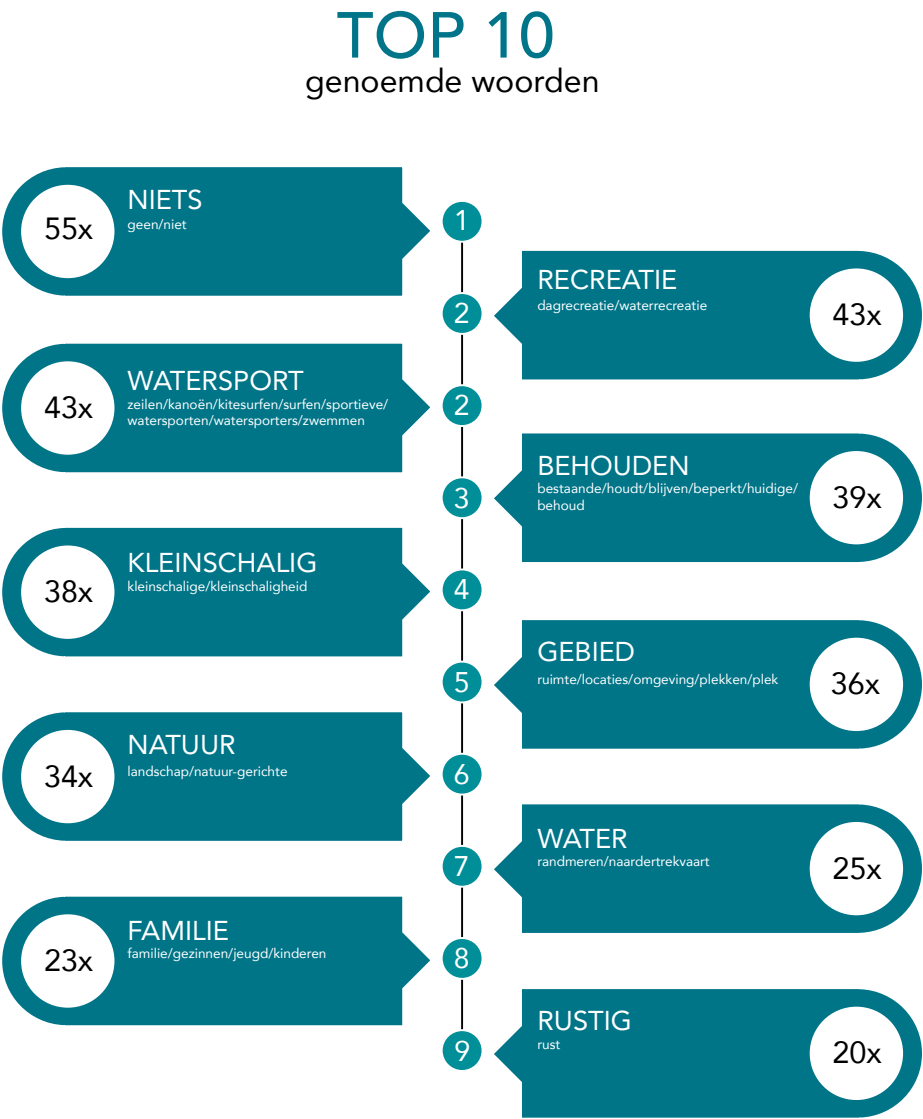 TOP 10
genoemde woorden
55x
NIETS
geen/niet
1
2
RECREATIE
dagrecreatie/waterrecreatie
43x
43x
WATERSPORT
zeilen/kanoën/kitesurfen/surfen/sportieve/
watersporten/watersporters/zwemmen
2
3
BEHOUDEN
bestaande/houdt/blijven/beperkt/huidige/
behoud
39x
38x
KLEINSCHALIG
kleinschalige/kleinschaligheid
4
5
GEBIED
ruimte/locaties/omgeving/plekken/plek
36x
34x
NATUUR
landschap/natuur-gerichte
6
7
WATER
randmeren/naardertrekvaart
25x
23x
FAMILIE
familie/gezinnen/jeugd/kinderen
8
9
RUSTIG
rust
20x